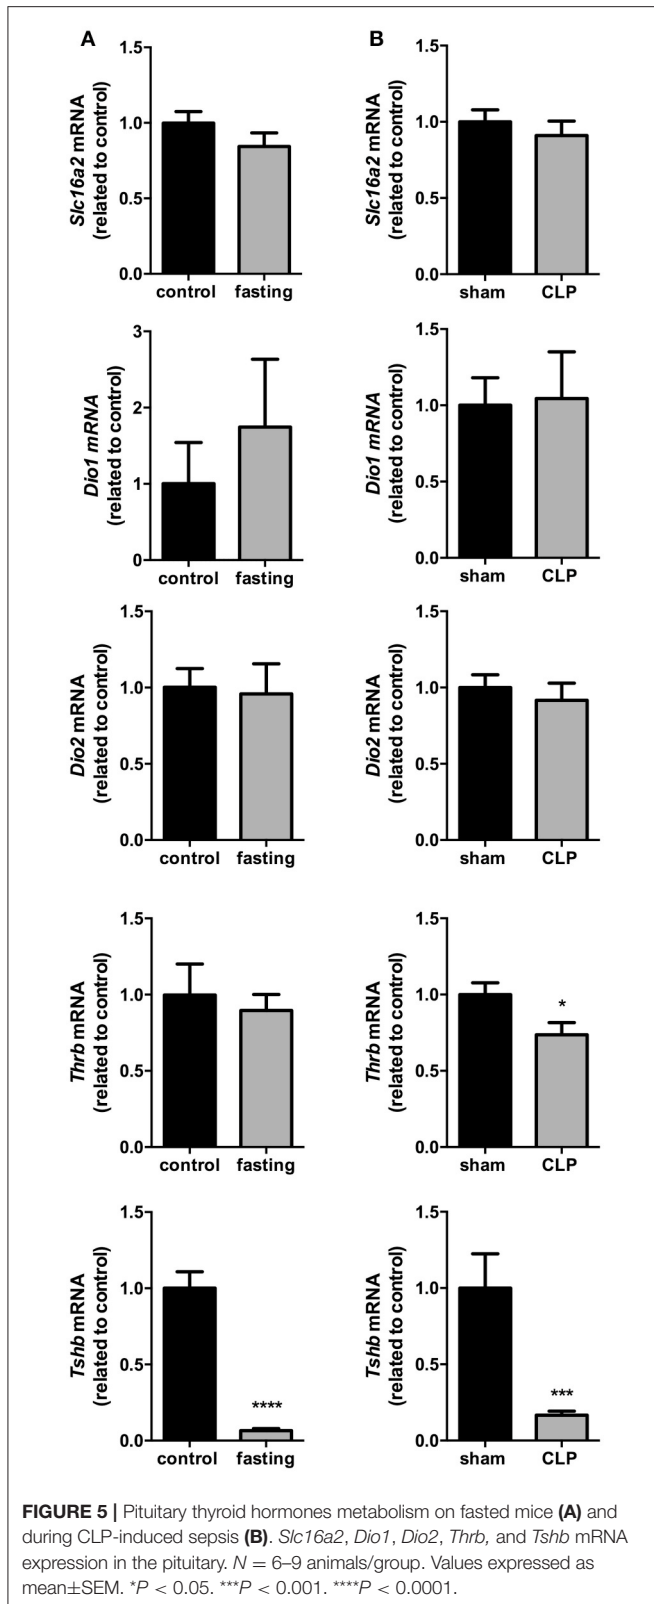 A
B
Slc16a2 mRNA
(related to control)
1.5
1.0
0.5
0.0
control
fasting
Slc16a2 mRNA
(related to control)
1.5
1.0
0.5
0.0
sham
CLP
Dio1 mRNA
(related to control)
3
2
1
0
control
fasting
Dio1 mRNA
(related to control)
1.5
1.0
0.5
0.0
sham
CLP
Dio2 mRNA
(related to control)
1.5
1.0
0.5
0.0
control
fasting
Dio2 mRNA
(related to control)
1.5
1.0
0.5
0.0
sham
CLP
Thrb mRNA
(related to control)
1.5
1.0
0.5
0.0
control
fasting
Thrb mRNA
(related to control)
1.5
1.0
0.5
0.0
*
sham
CLP
Tshb mRNA
(related to control)
1.5
1.0
0.5
0.0
****
control
fasting
Tshb mRNA
(related to control)
1.5
1.0
0.5
0.0
***
sham
CLP
FIGURE 5 | Pituitary thyroid hormones metabolism on fasted mice (A) and
during CLP-induced sepsis (B). Slc16a2, Dio1, Dio2, Thrb, and Tshb mRNA
expression in the pituitary. N = 6–9 animals/group. Values expressed as
mean±SEM. *P < 0.05. ***P < 0.001. ****P < 0.0001.